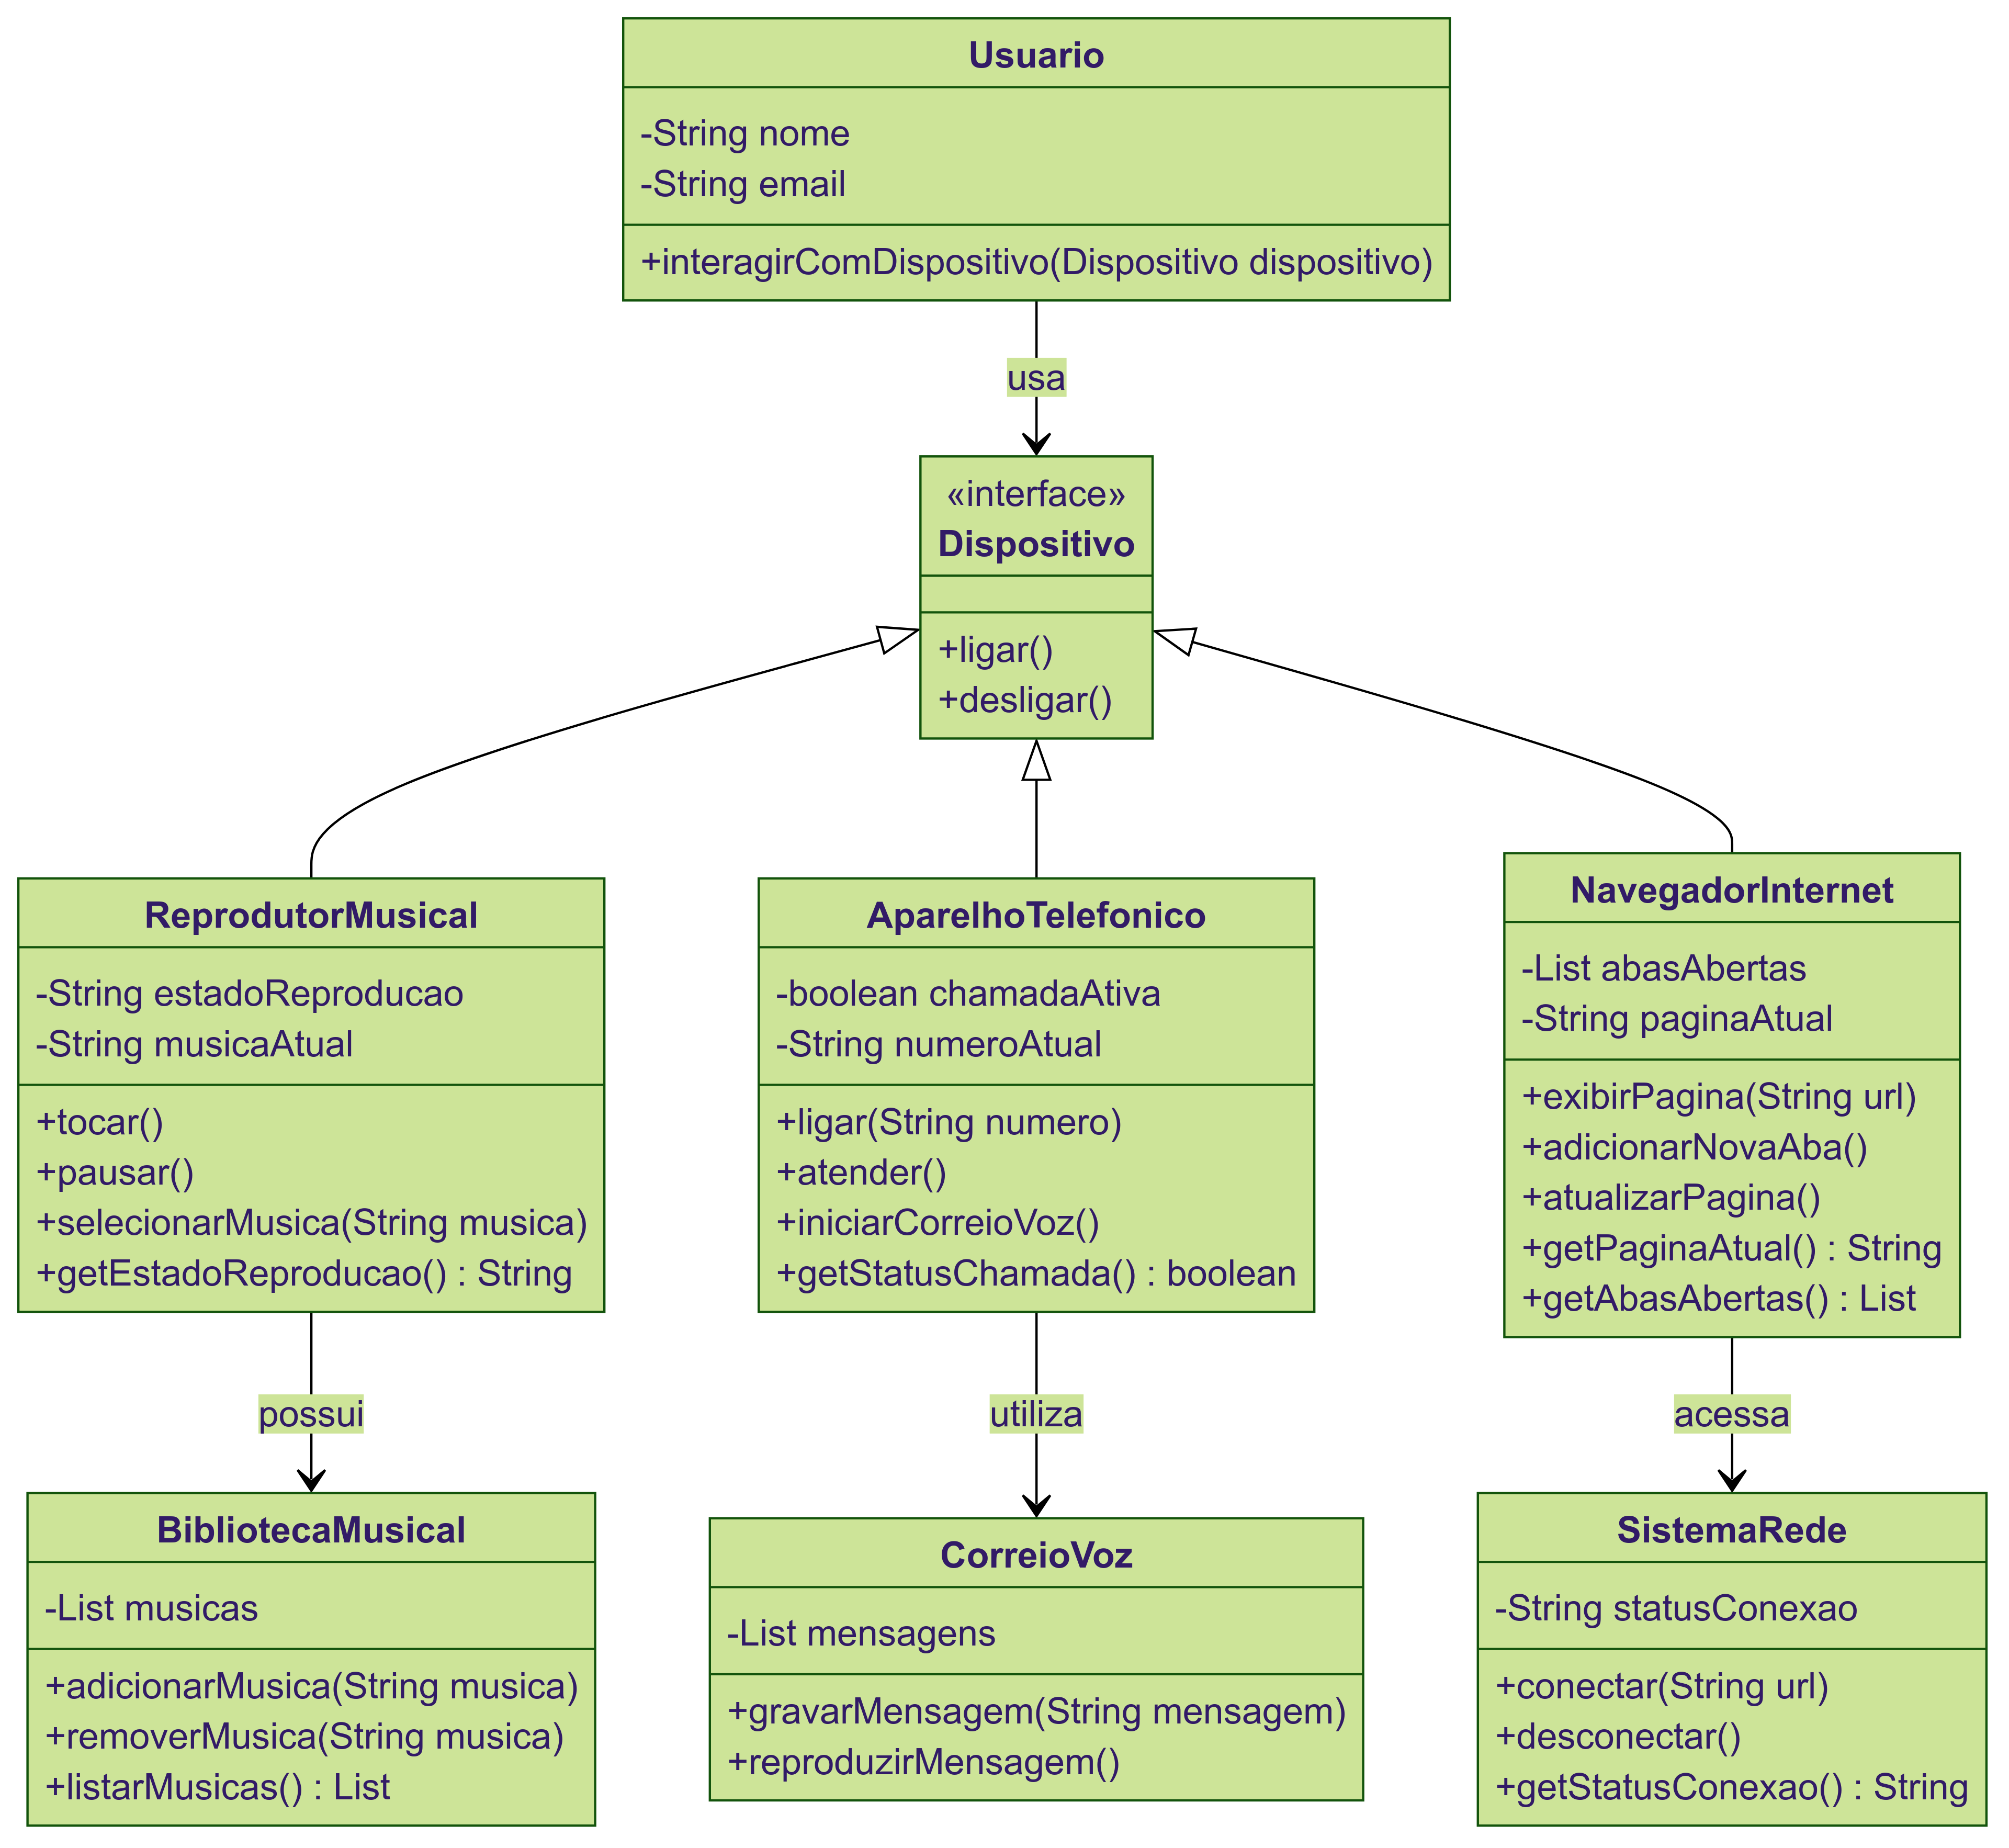 Usuario
-String nome
-String email
+interagirComDispositivo(Dispositivo dispositivo)
usa
«interface»
Dispositivo
+ligar()
+desligar()
ReprodutorMusical
-String estadoReproducao
-String musicaAtual
+tocar()
+pausar()
+selecionarMusica(String musica)
+getEstadoReproducao() : String
AparelhoTelefonico
-boolean chamadaAtiva
-String numeroAtual
+ligar(String numero)
+atender()
+iniciarCorreioVoz()
+getStatusChamada() : boolean
NavegadorInternet
-List abasAbertas
-String paginaAtual
+exibirPagina(String url)
+adicionarNovaAba()
+atualizarPagina()
+getPaginaAtual() : String
+getAbasAbertas() : List
possui
utiliza
acessa
BibliotecaMusical
-List musicas
+adicionarMusica(String musica)
+removerMusica(String musica)
+listarMusicas() : List
CorreioVoz
-List mensagens
+gravarMensagem(String mensagem)
+reproduzirMensagem()
SistemaRede
-String statusConexao
+conectar(String url)
+desconectar()
+getStatusConexao() : String